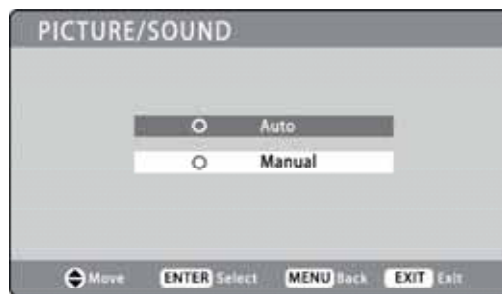 PICTURE/SOUND
Auto
Manual
Move ENTER Select MENU Back EXIT Exit